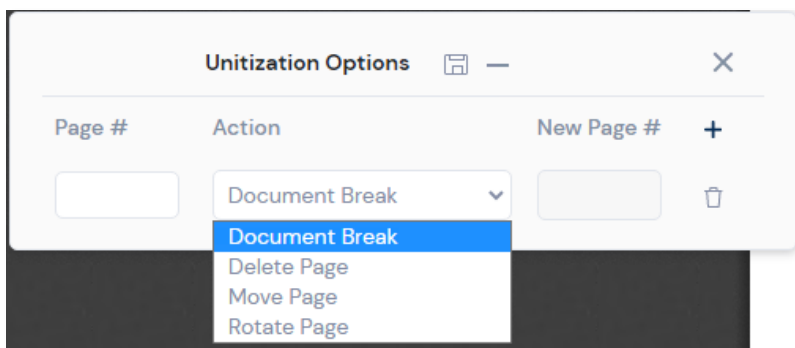 Unitization Options
Page # Action New Page #
Document Break
Document Break
Delete Page
Move Page
Rotate Page